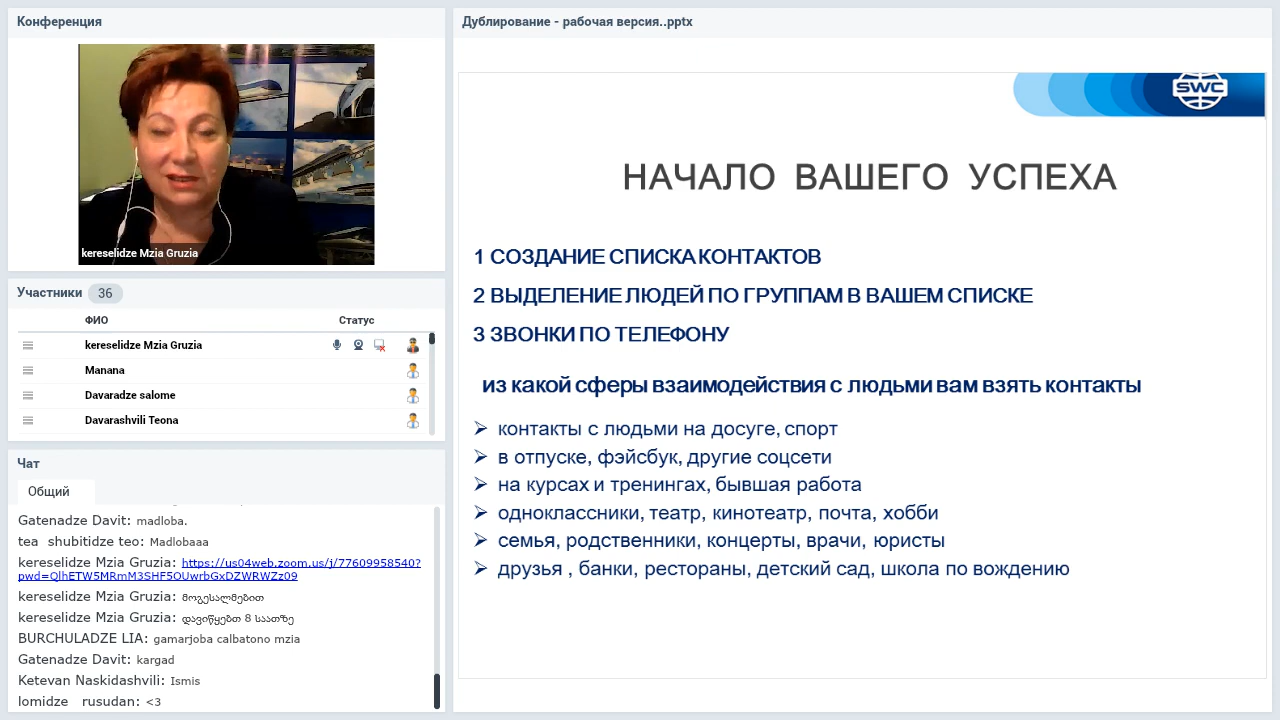 Конференция
kereselidze Mzia Gruzia
Участники 36
ФИО Статус
kereselidze Mzia Gruzia
Manana
Davaradze salome
Davarashvili Teona
Чат
Общий
Gatenadze Davit: madloba.
tea shubitidze teo: Madlobaaa
kereselidze Mzia Gruzia: https://us04web.zoom.us/j/77609958540?
pwd=QlhETW5MRmM3SHF5OUwrbGxDZWRWZz09
kereselidze Mzia Gruzia: მოგესალმებით
kereselidze Mzia Gruzia: დავიწყებთ 8 საათზე
BURCHULADZE LIA: gamarjoba calbatono mzia
Gatenadze Davit: kargad
Ketevan Naskidashvili: Ismis
lomidze rusudan: <3
Дублирование - рабочая версия..pptx
SWC
НАЧАЛО ВАШЕГО УСПЕХА
1 СОЗДАНИЕ СПИСКА КОНТАКТОВ
2 ВЫДЕЛЕНИЕ ЛЮДЕЙ ПО ГРУППАМ В ВАШЕМ СПИСКЕ
3 ЗВОНКИ ПО ТЕЛЕФОНУ
из какой сферы взаимодействия с людьми вам взять контакты
контакты с людьми на досуге, спорт
в отпуске, фэйсбук, другие соцсети
на курсах и тренингах, бывшая работа
одноклассники, театр, кинотеатр, почта, хобби
семья, родственники, концерты, врачи, юристы
друзья , банки, рестораны, детский сад, школа по вождению